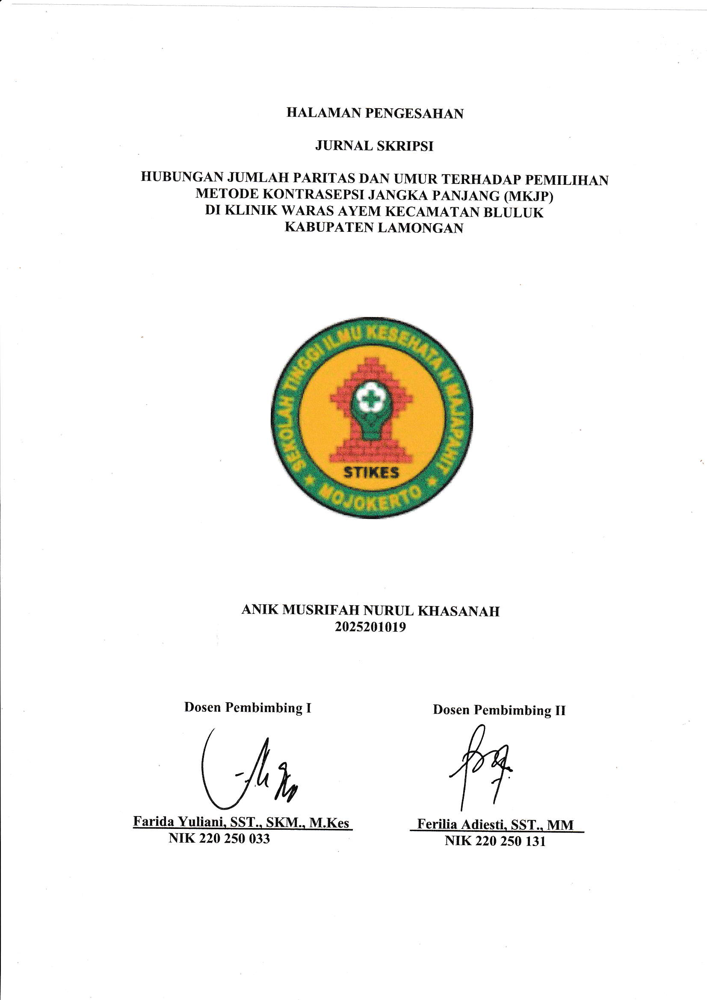 HALAMAN PENGESAHAN
JURNAL SKRIPSI
HUBUNGAN JUMLAH PARITAS DAN UMUR TERHADAP PEMILIHAN
METODE KONTRASEPSI JANGKA PANJANG (MKJP)
DI KLINIK WARAS AYEM KECAMATAN BLULUK
KABUPATEN LAMONGAN
SEKOLAH TINGGI ILMU KESEHATAN MAJAPAHIT
STIKES
MOJOKERTO
ANIK MUSRIFAH NURUL KHASANAH
2025201019
Dosen Pembimbing I
Farida Yuliani, SST., SKM., M.Kes
NIK 220 250 033
Dosen Pembimbing II
Ferilia Adiesti, SST., MM
NIK 220 250 131